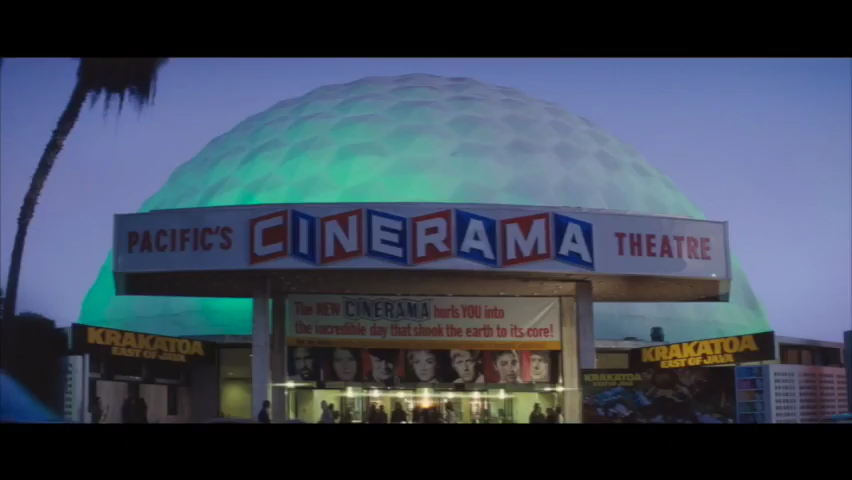 PACIFIC'S CINERAMA THEATRE
The NEW CINERAMA hurls YOU into
the incredible day that shook the earth to its core!
KRAKATOA
EAST OF JAVA
KRAKATOA
EAST OF JAVA
KRAKATOA